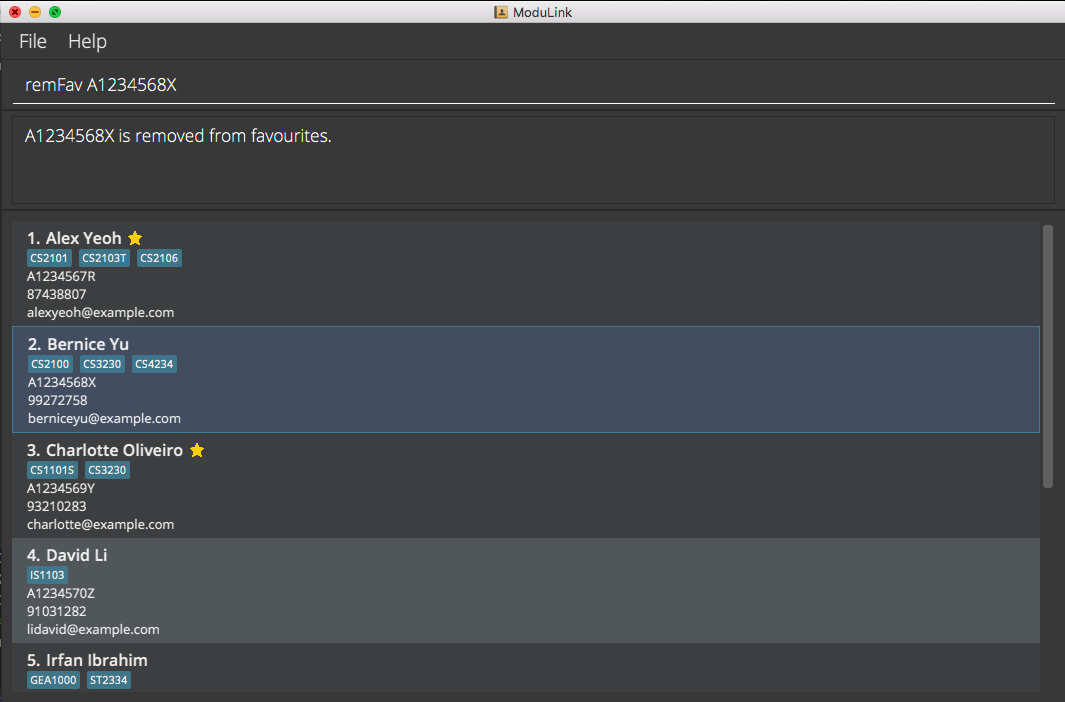 ModuLink
File Help
remFav A1234568X
A1234568X is removed from favourites.
1. Alex Yeoh
CS2101 CS2103T CS2106
A1234567R
87438807
alexyeoh@example.com
2. Bernice Yu
CS2100 CS3230 CS4234
A1234568X
99272758
berniceyu@example.com
3. Charlotte Oliveiro
CS1101S CS3230
A1234569Y
93210283
charlotte@example.com
4. David Li
IS1103
A1234570Z
91031282
lidavid@example.com
5. Irfan Ibrahim
GEA1000 ST2334